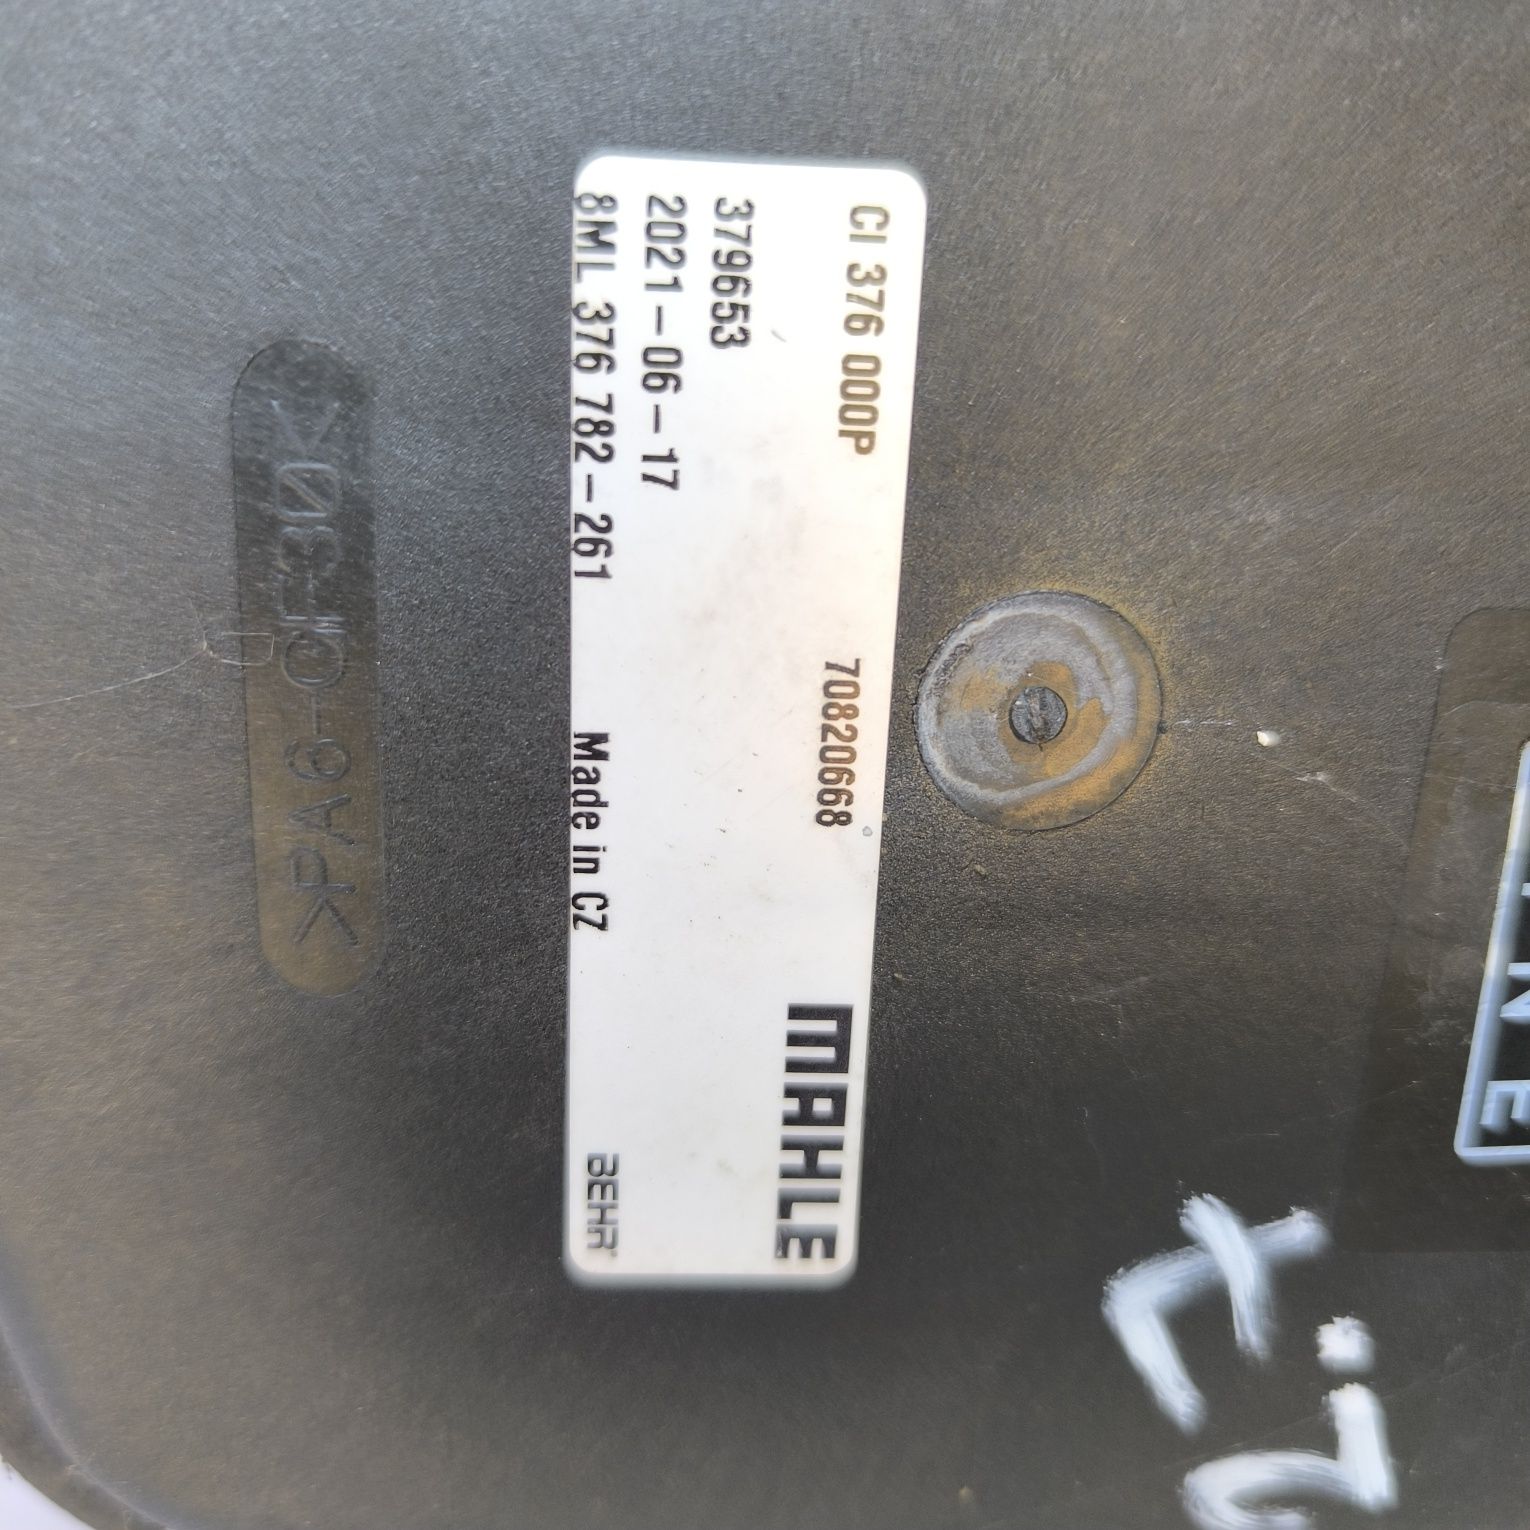 CI 376 000P 70820668 MAHLE
379653
2021-06-17
8ML 376 782-261 Made in CZ BEHR
>PA6-GF30<
NE